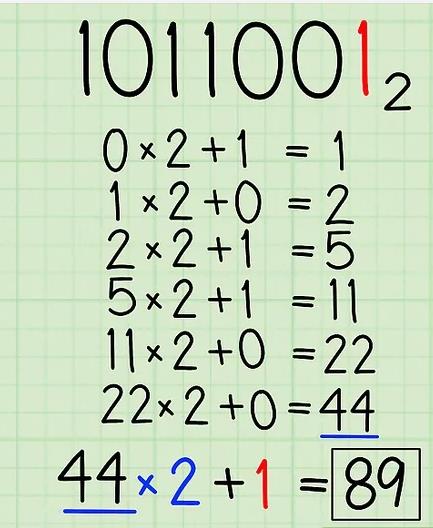 1011001₂
0 × 2 + 1 = 1
1 × 2 + 0 = 2
2 × 2 + 1 = 5
5 × 2 + 1 = 11
11 × 2 + 0 = 22
22 × 2 + 0 = 44
44 × 2 + 1 = 89